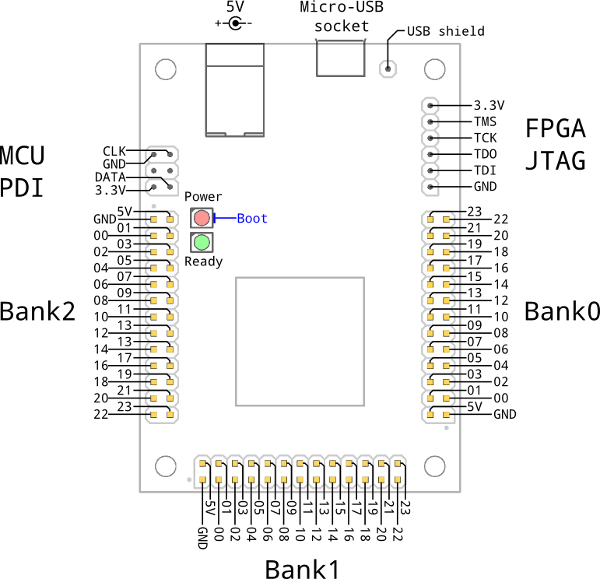 5V
+ -
Micro-USB
socket
USB shield
3.3V
TMS
TCK
TDO
TDI
GND
FPGA
JTAG
MCU
PDI
CLK
GND
DATA
3.3V
Power
Boot
Ready
5V
GND
01
00
03
02
05
04
07
06
09
08
11
10
13
12
13
14
17
16
19
18
21
20
23
22
Bank2
23
22
21
20
19
18
17
16
15
14
13
12
11
10
09
08
07
06
05
04
03
02
01
00
5V
GND
Bank0
5V 01 03 05 07 09 11 13 15 17 19 21 23
GND 00 02 04 06 08 10 12 14 16 18 20 22
Bank1